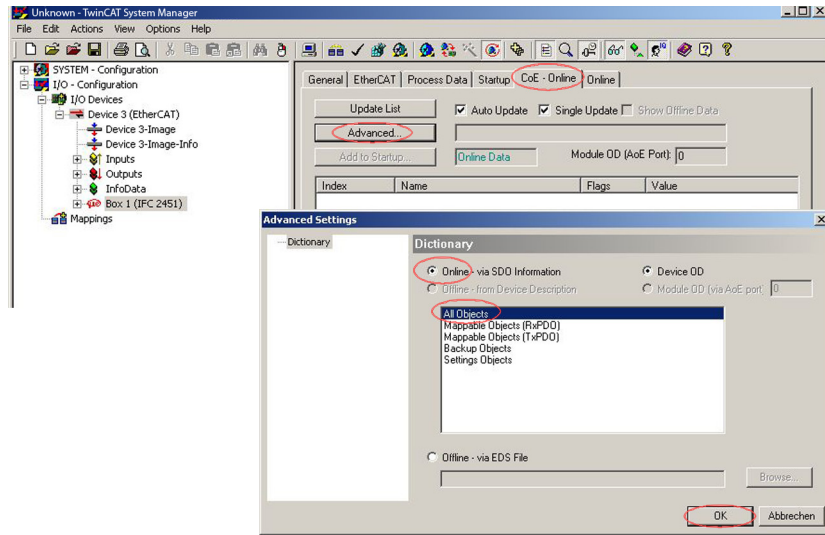 Unknown - TwinCAT System Manager
File Edit Actions View Options Help
SYSTEM - Configuration
I/O - Configuration
I/O Devices
Device 3 (EtherCAT)
Device 3-Image
Device 3-Image-Info
Inputs
Outputs
InfoData
Box 1 (IFC 2451)
Mappings
General EtherCAT Process Data Startup CoE - Online Online
Update List Auto Update Single Update Show Offline Data
Advanced...
Add to Startup... Online Data Module OD (AoE Port): 0
Index Name Flags Value
Advanced Settings
Dictionary
Dictionary
Online - via SDO Information Device OD
Offline - from Device Description Module OD (via AoE port) 0
All Objects
Mappable Objects (RxPDO)
Mappable Objects (TxPDO)
Backup Objects
Settings Objects
Offline - via EDS File
Browse...
OK Abbrechen